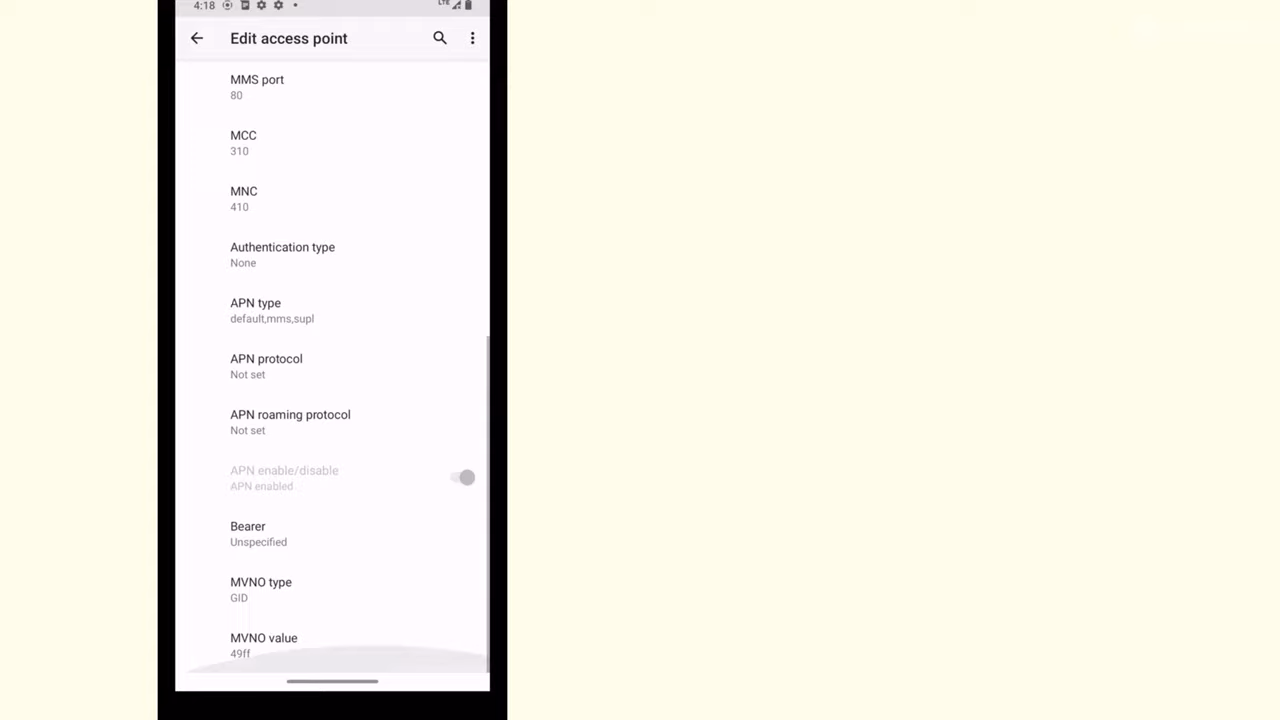 4:18
LTE
Edit access point
MMS port
80
MCC
310
MNC
410
Authentication type
None
APN type
default,mms,supl
APN protocol
Not set
APN roaming protocol
Not set
APN enable/disable
APN enabled
Bearer
Unspecified
MVNO type
GID
MVNO value
49ff